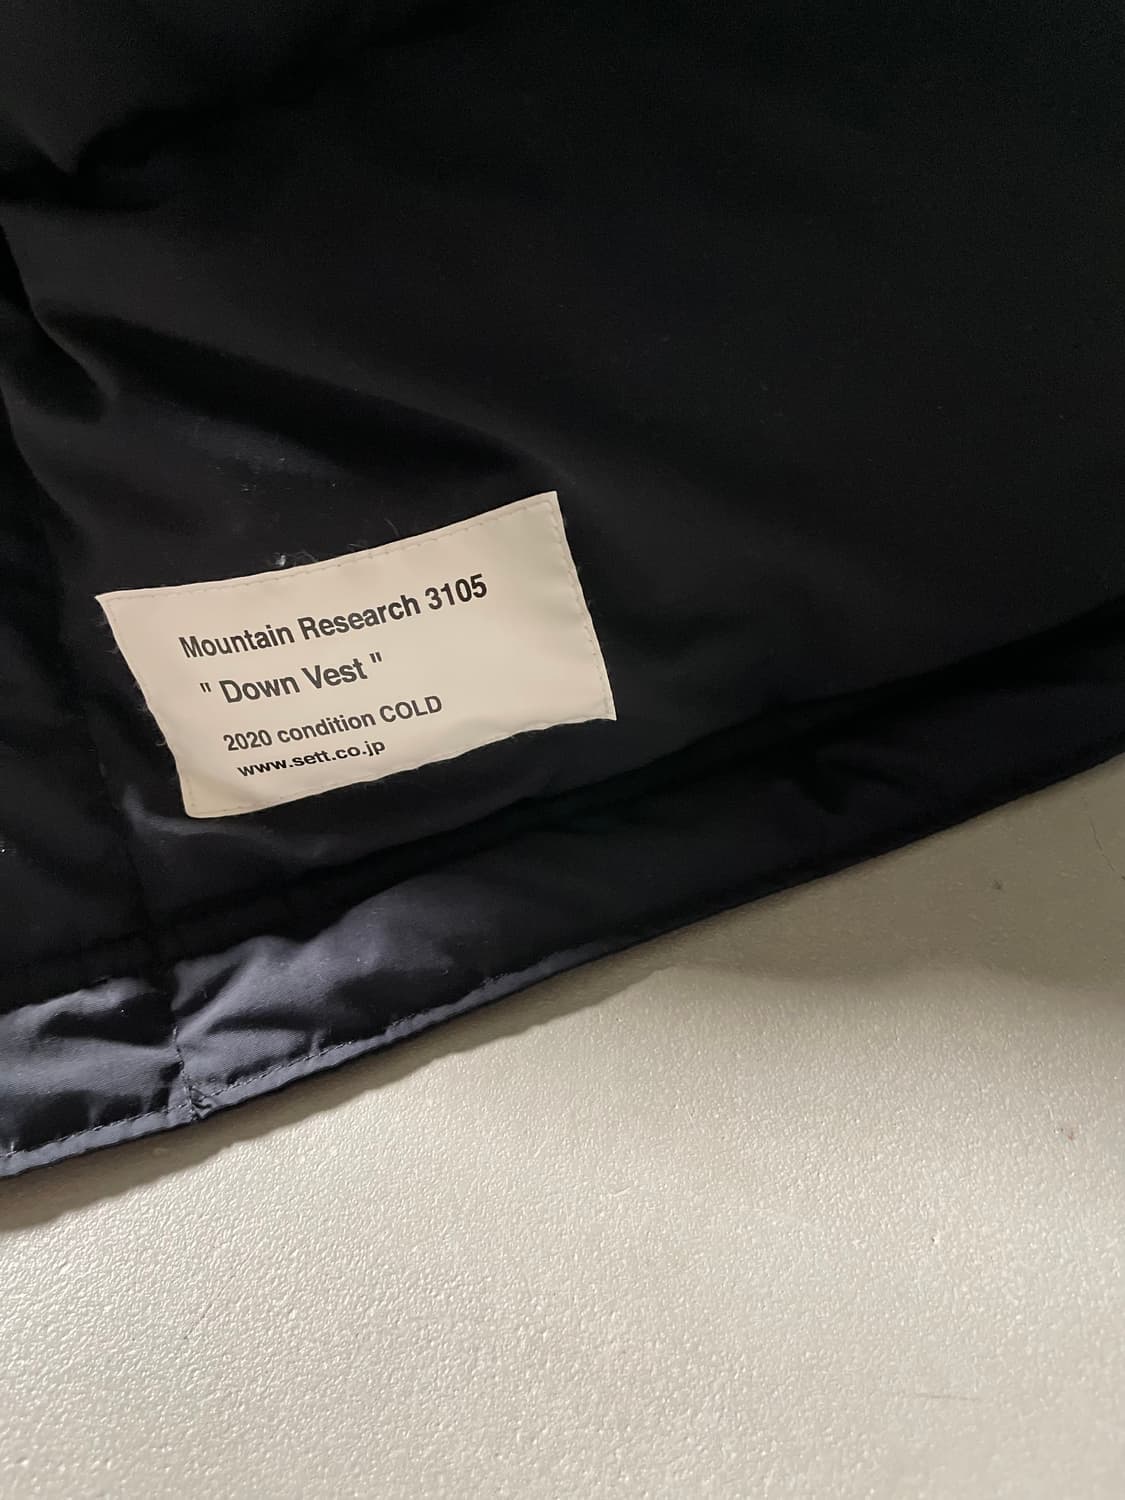 Mountain Research 3105
" Down Vest "
2020 condition COLD
www.sett.co.jp